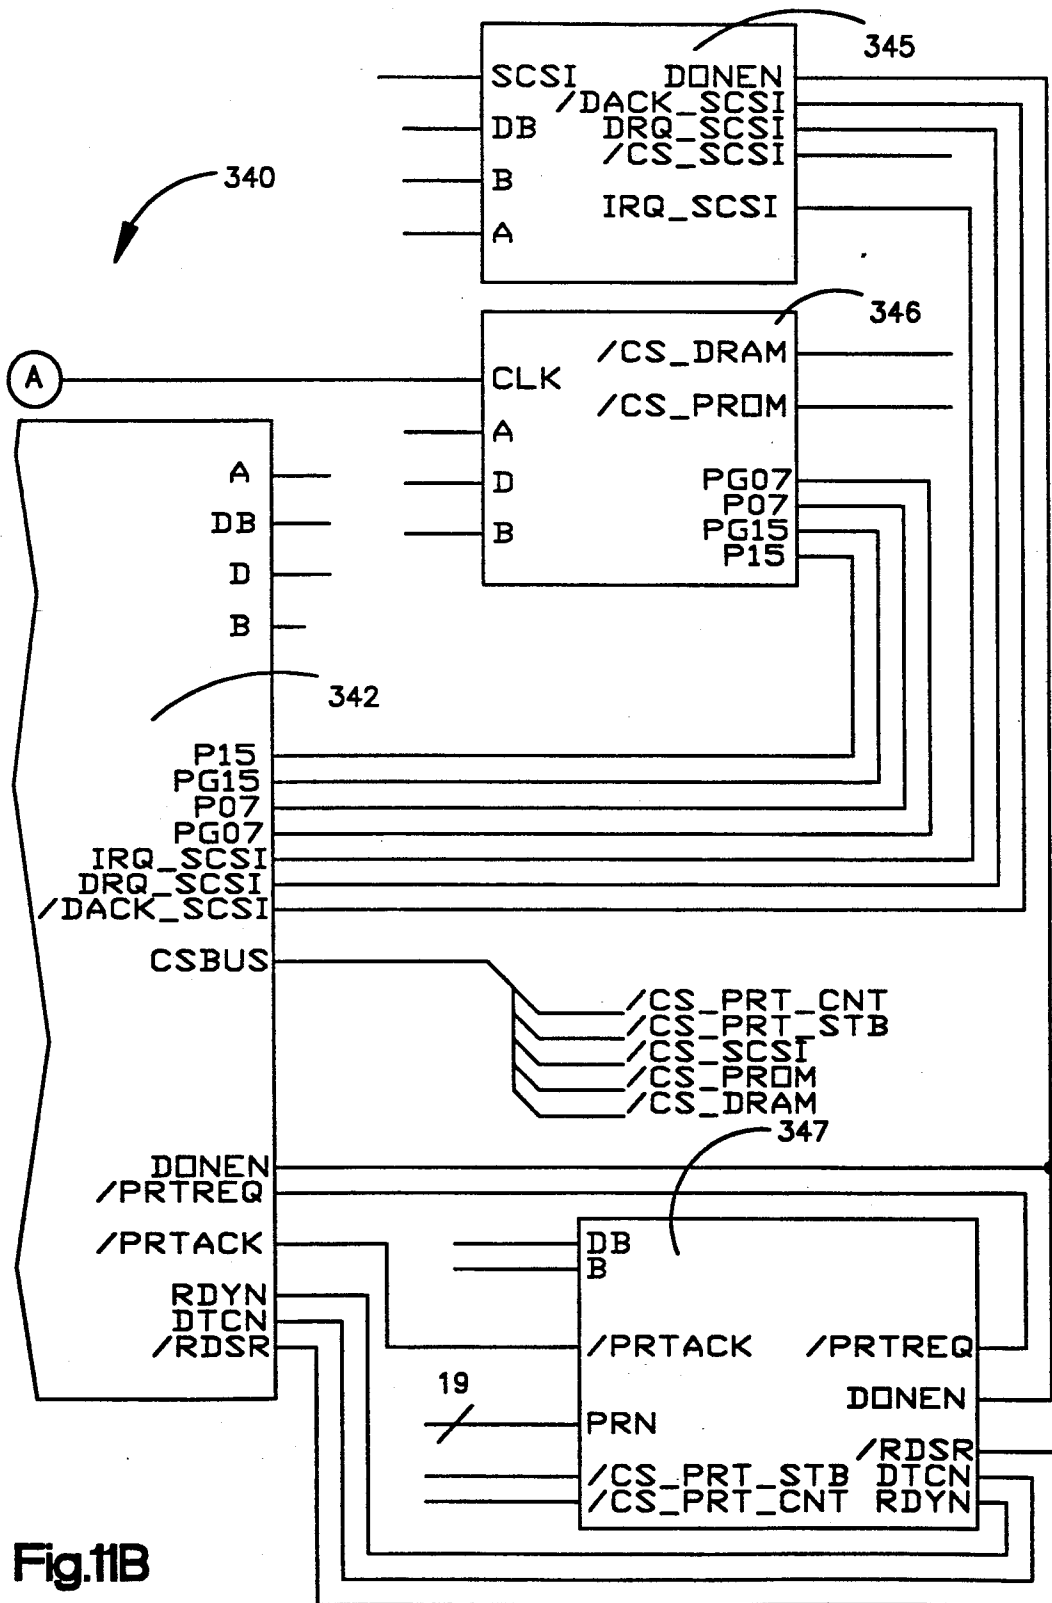 345
SCSI DONEN
/DACK_SCSI
DB DRQ_SCSI
/CS_SCSI
B
IRQ_SCSI
A
340
346
/CS_DRAM
A
CLK
/CS_PROM
A
D PG07
P07
B PG15
P15
A
DB
D
B
342
P15
PG15
P07
PG07
IRQ_SCSI
DRQ_SCSI
/DACK_SCSI
CSBUS
/CS_PRT_CNT
/CS_PRT_STB
/CS_SCSI
/CS_PROM
/CS_DRAM
347
DONEN
/PRTREQ
/PRTACK
RDYN
DTCN
/RDSR
DB
B
/PRTACK /PRTREQ
19
DONEN
PRN
/RDSR
/CS_PRT_STB DTCN
/CS_PRT_CNT RDYN
Fig.11B